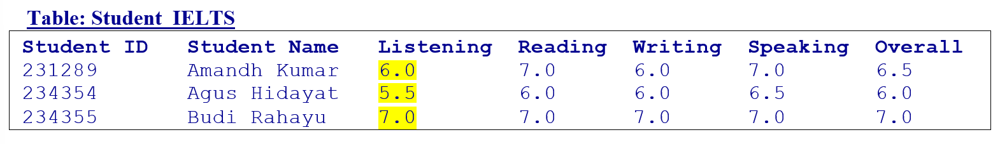 Table: Student IELTS
Student ID Student Name Listening Reading Writing Speaking Overall
231289 Amandh Kumar 6.0 7.0 6.0 7.0 6.5
234354 Agus Hidayat 5.5 6.0 6.0 6.5 6.0
234355 Budi Rahayu 7.0 7.0 7.0 7.0 7.0